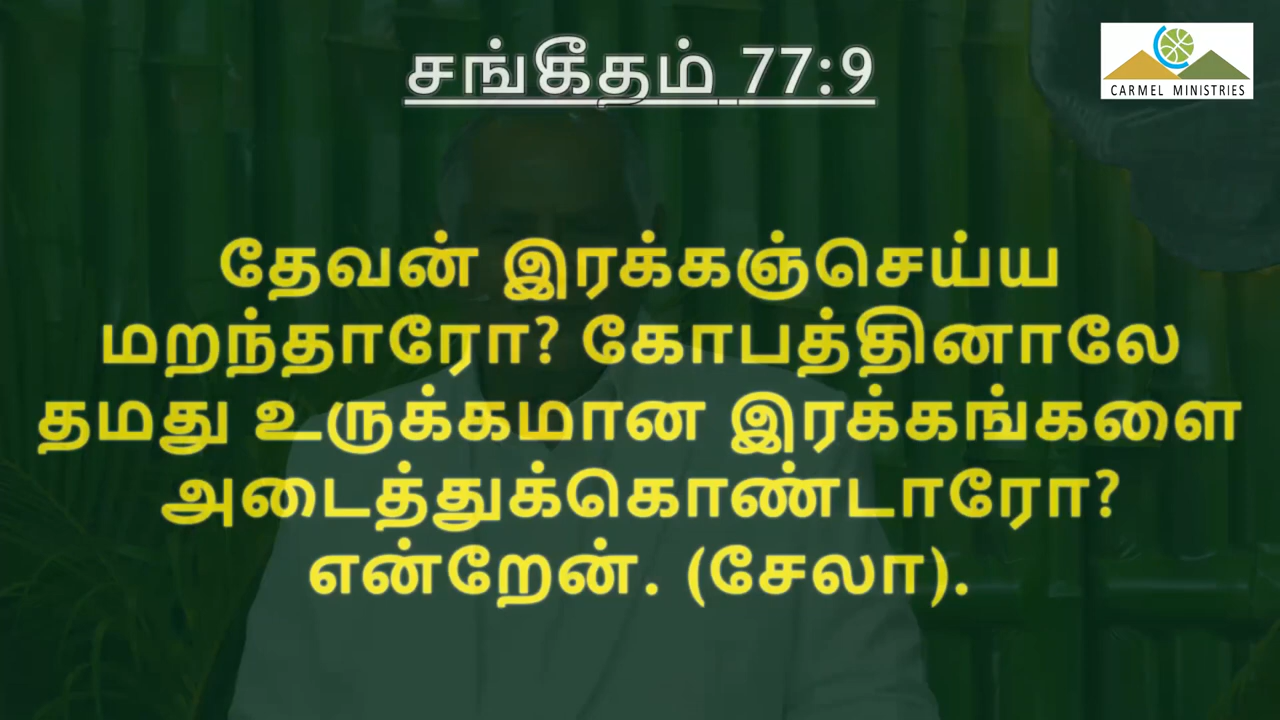 சங்கீதம் 77:9
CARMEL MINISTRIES
தேவன் இரக்கஞ்செய்ய
மறந்தாரோ? கோபத்தினாலே
தமது உருக்கமான இரக்கங்களை
அடைத்துக்கொண்டாரோ?
என்றேன். (சேலா).